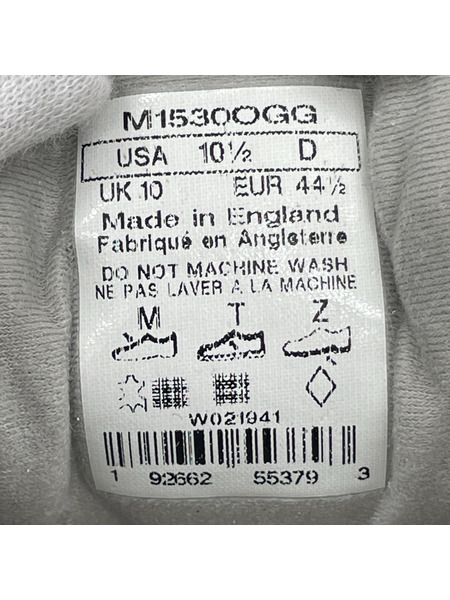 M1530OGG
USA 10½ D
UK 10 EUR 44½
Made in England
Fabriqué en Angleterre
DO NOT MACHINE WASH
NE PAS LAVER A LA MACHINE
M T Z
W021941
1 92662 55379 3